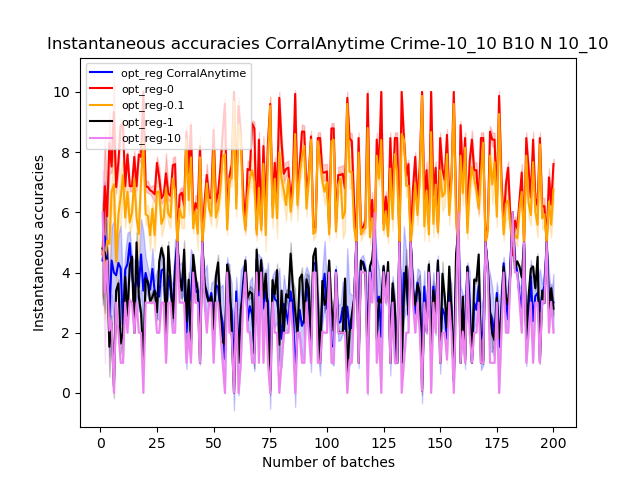 Instantaneous accuracies CorralAnytime Crime-10_10 B10 N 10_10
opt_reg CorralAnytime
opt_reg-0
opt_reg-0.1
opt_reg-1
opt_reg-10
Instantaneous accuracies
10
8
6
4
2
0
0 25 50 75 100 125 150 175 200
Number of batches